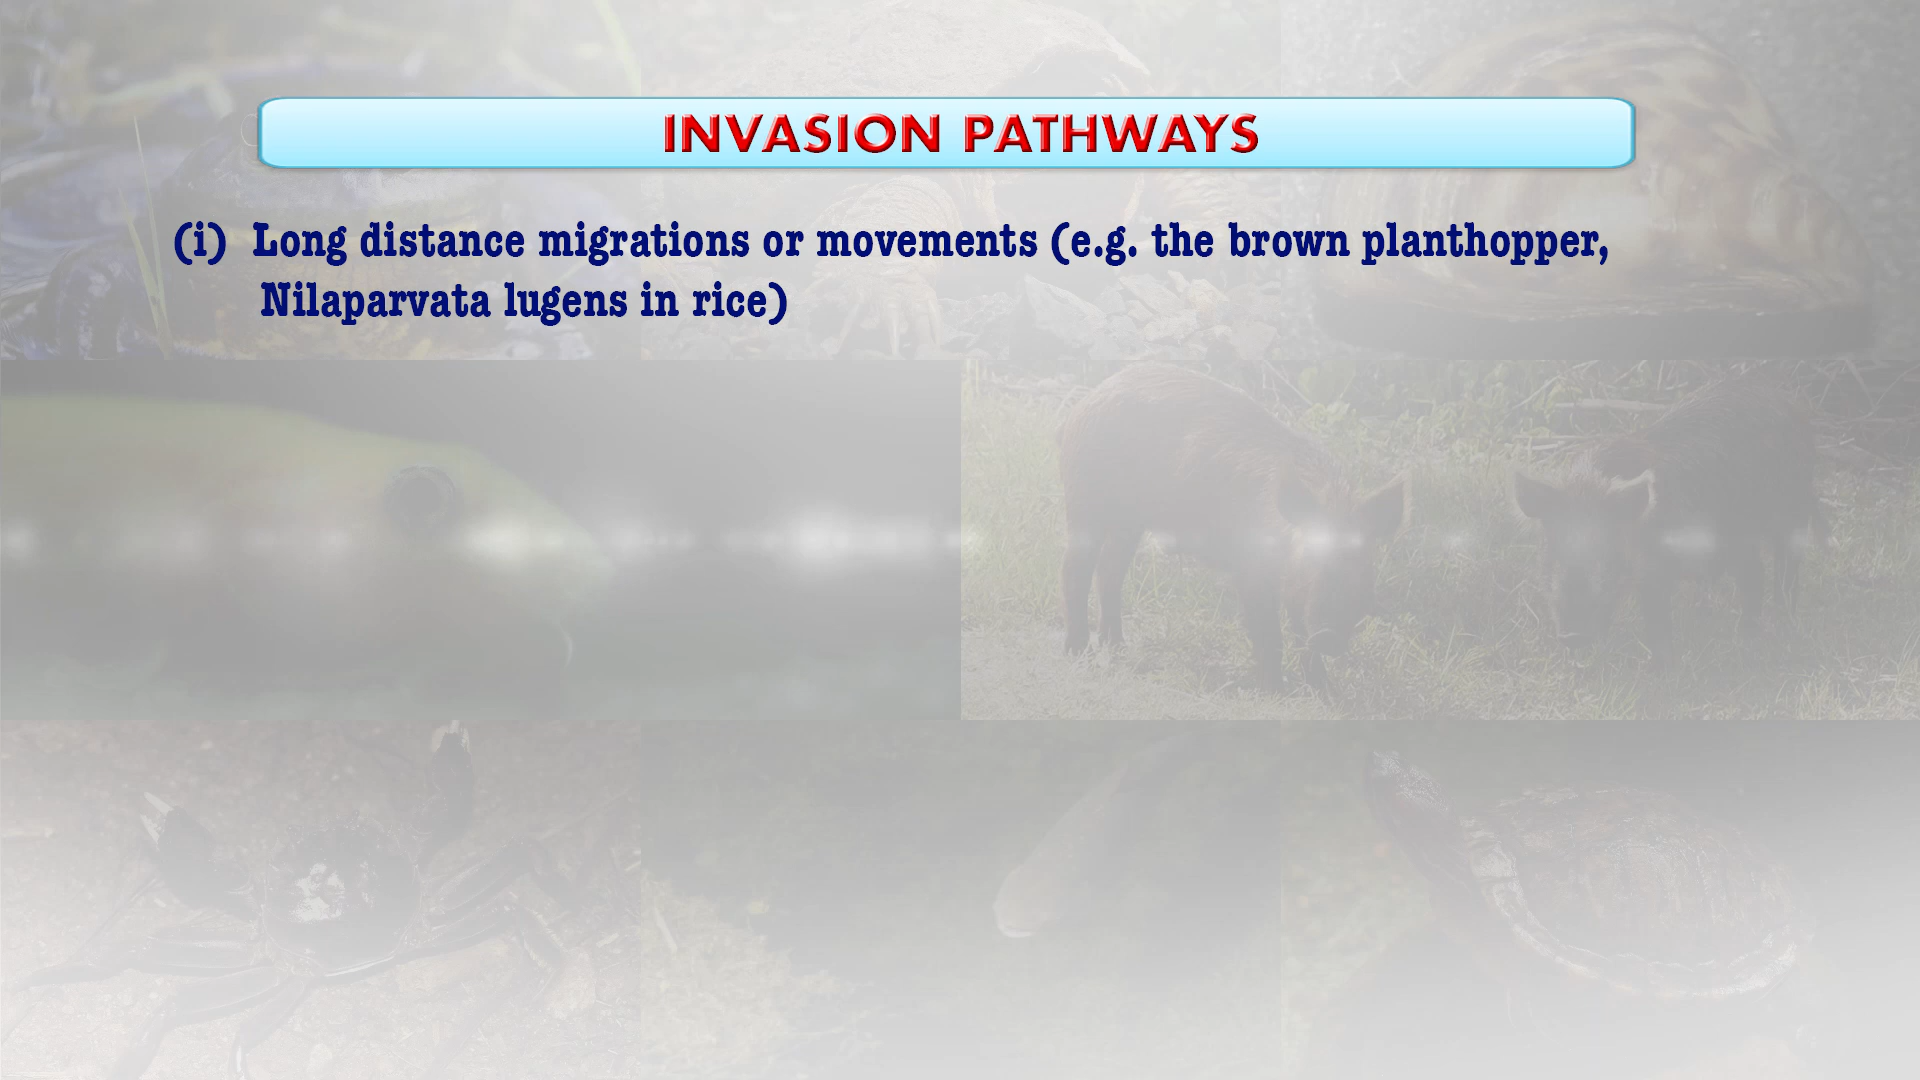 INVASION PATHWAYS
(i) Long distance migrations or movements (e.g. the brown planthopper,
Nilaparvata lugens in rice)